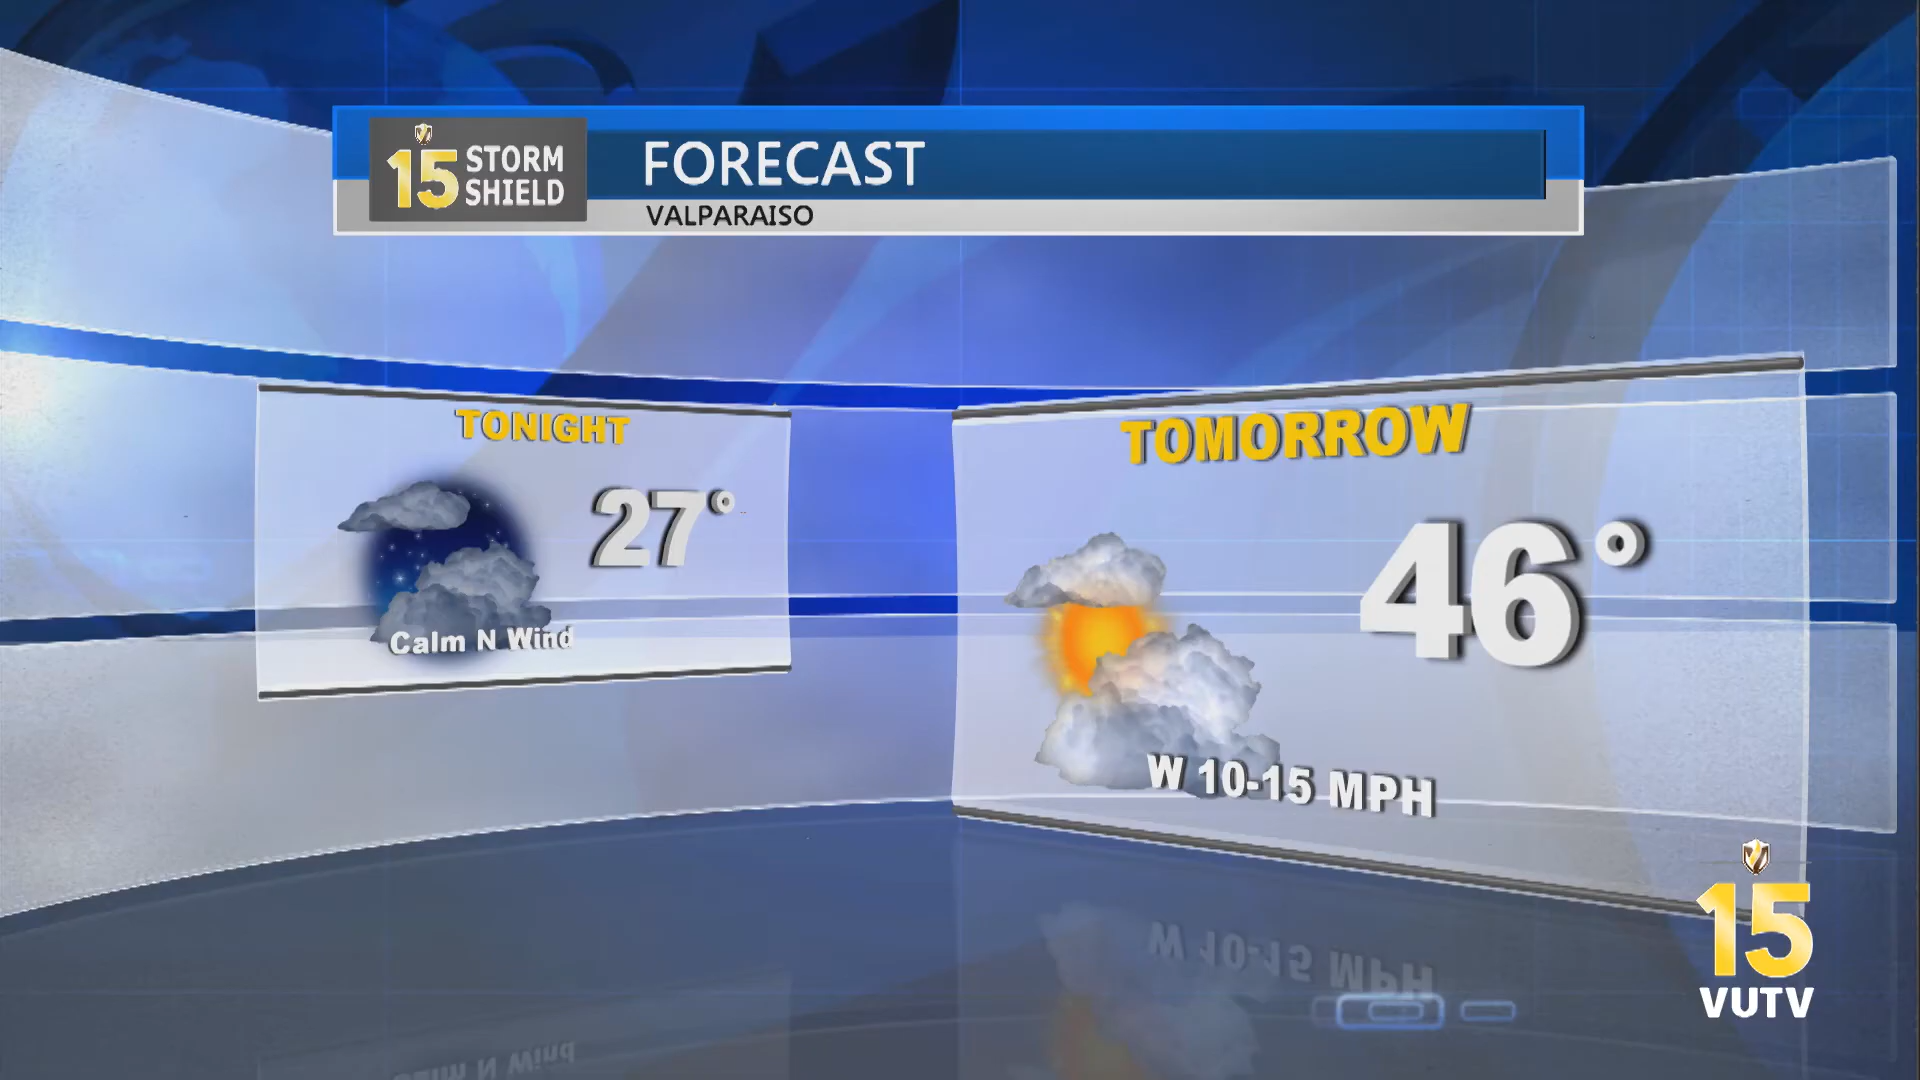 15 STORM
SHIELD
FORECAST
VALPARAISO
TONIGHT
27°
Calm N Wind
TOMORROW
46°
W 10-15 MPH
15
VUTV